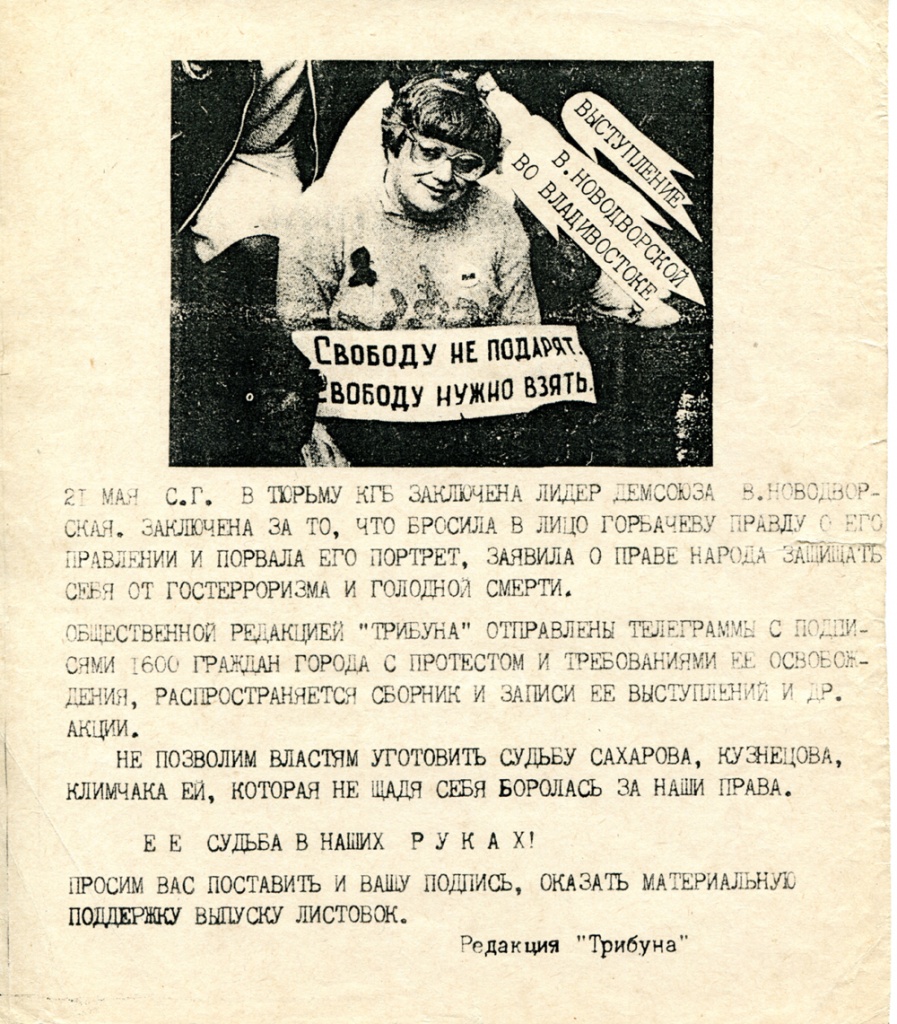 ВЫСТУПЛЕНИЕ
В.НОВОДВОРСКОЙ
ВО ВЛАДИВОСТОКЕ
СВОБОДУ НЕ ПОДАРЯТ.
СВОБОДУ НУЖНО ВЗЯТЬ.
21 МАЯ С.Г. В ТЮРЬМУ КГБ ЗАКЛЮЧЕНА ЛИДЕР ДЕМСОЮЗА В.НОВОДВОР-
СКАЯ. ЗАКЛЮЧЕНА ЗА ТО, ЧТО БРОСИЛА В ЛИЦО ГОРБАЧЕВУ ПРАВДУ О ЕГО
ПРАВЛЕНИИ И ПОРВАЛА ЕГО ПОРТРЕТ, ЗАЯВИЛА О ПРАВЕ НАРОДА ЗАЩИЩАТЬ
СЕБЯ ОТ ГОСТЕРРОРИЗМА И ГОЛОДНОЙ СМЕРТИ.
ОБЩЕСТВЕННОЙ РЕДАКЦИЕЙ "ТРИБУНА" ОТПРАВЛЕНЫ ТЕЛЕГРАММЫ С ПОДПИ-
СЯМИ 1600 ГРАЖДАН ГОРОДА С ПРОТЕСТОМ И ТРЕБОВАНИЯМИ ЕЕ ОСВОБОЖ-
ДЕНИЯ, РАСПРОСТРАНЯЕТСЯ СБОРНИК И ЗАПИСИ ЕЕ ВЫСТУПЛЕНИЙ И ДР.
АКЦИИ.
НЕ ПОЗВОЛИМ ВЛАСТЯМ УГОТОВИТЬ СУДЬБУ САХАРОВА, КУЗНЕЦОВА,
КЛИМЧАКА ЕЙ, КОТОРАЯ НЕ ЩАДЯ СЕБЯ БОРОЛАСЬ ЗА НАШИ ПРАВА.
Е Е СУДЬБА В НАШИХ Р У К А Х!
ПРОСИМ ВАС ПОСТАВИТЬ И ВАШУ ПОДПИСЬ, ОКАЗАТЬ МАТЕРИАЛЬНУЮ
ПОДДЕРЖКУ ВЫПУСКУ ЛИСТОВОК.
Редакция "Трибуна"